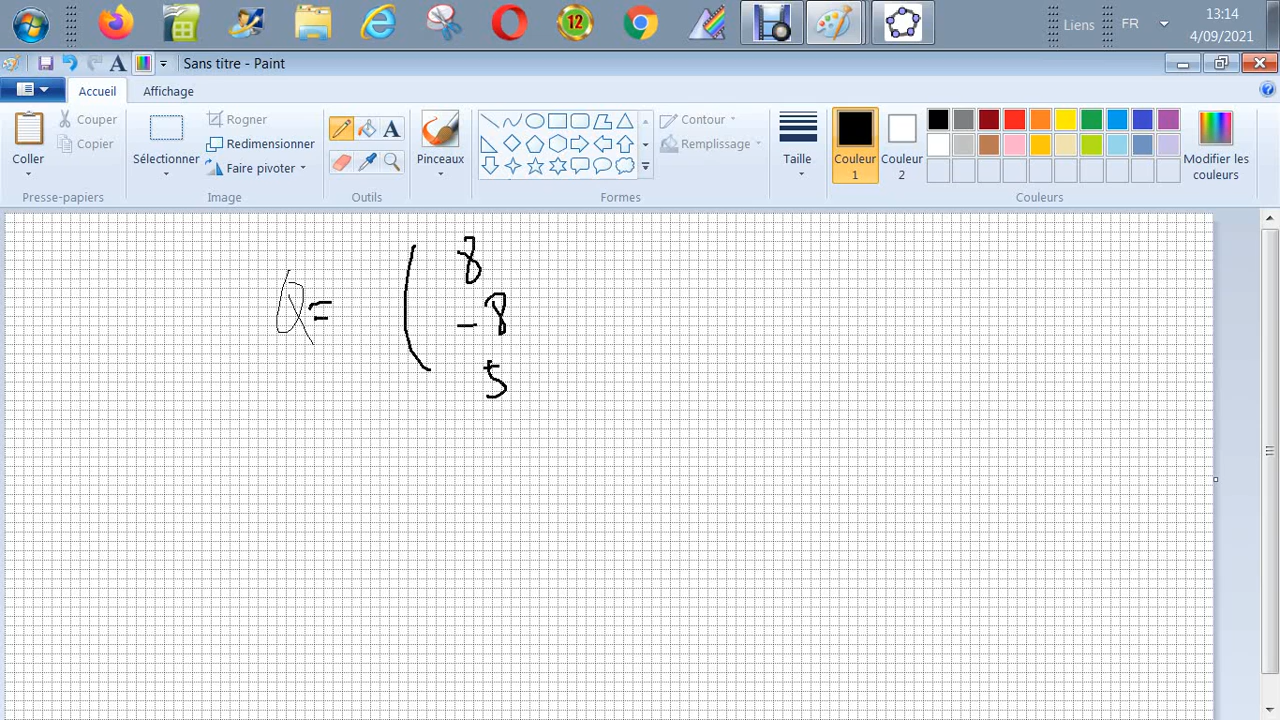 12
Liens
FR
13:14
4/09/2021
A
Sans titre - Paint
Accueil
Affichage
Coller
Couper
Copier
Presse-papiers
Sélectionner
Rogner
Redimensionner
Faire pivoter
Image
A
Outils
Pinceaux
Contour
Remplissage
Formes
Taille
Couleur
1
Couleur
2
Modifier les
couleurs
Couleurs
8
= ( -8
5